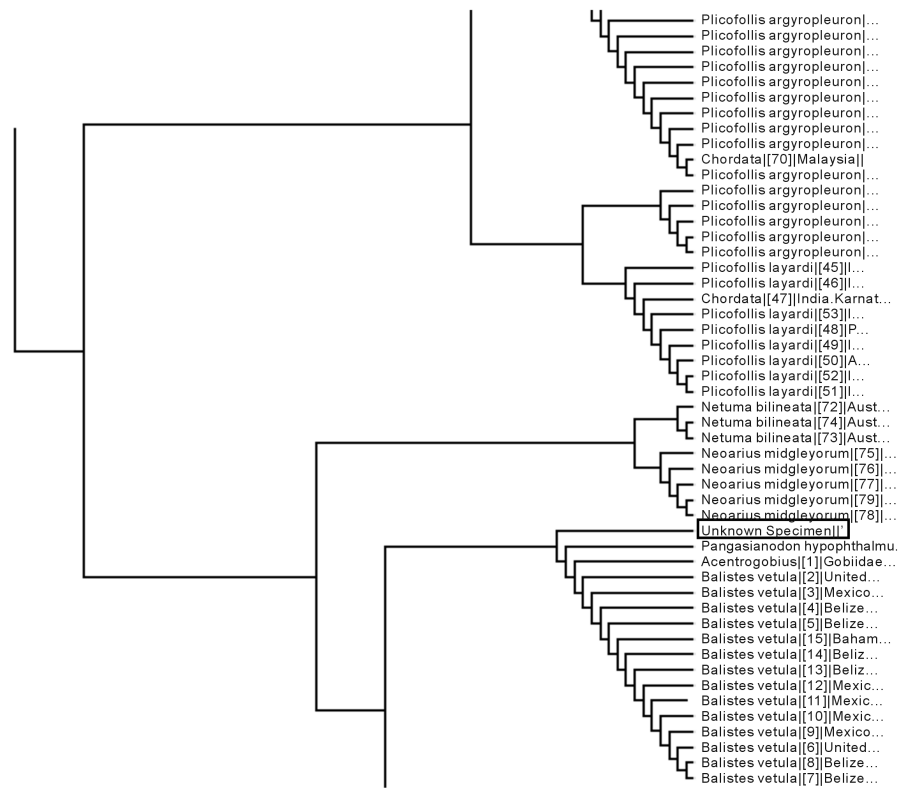 Plicofollis argyropleuron|...
Plicofollis argyropleuron|...
Plicofollis argyropleuron|...
Plicofollis argyropleuron|...
Plicofollis argyropleuron|...
Plicofollis argyropleuron|...
Plicofollis argyropleuron|...
Plicofollis argyropleuron|...
Plicofollis argyropleuron|...
Chordata|[70]|Malaysia||
Plicofollis argyropleuron|...
Plicofollis argyropleuron|...
Plicofollis argyropleuron|...
Plicofollis argyropleuron|...
Plicofollis argyropleuron|...
Plicofollis argyropleuron|...
Plicofollis layardi|[45]|I...
Plicofollis layardi|[46]|I...
Chordata|[47]|India.Karnat...
Plicofollis layardi|[53]|I...
Plicofollis layardi|[48]|P...
Plicofollis layardi|[49]|I...
Plicofollis layardi|[50]|A...
Plicofollis layardi|[52]|I...
Plicofollis layardi|[51]|I...
Netuma bilineata|[72]|Aust...
Netuma bilineata|[74]|Aust...
Netuma bilineata|[73]|Aust...
Neoarius midgleyorum|[75]|...
Neoarius midgleyorum|[76]|...
Neoarius midgleyorum|[77]|...
Neoarius midgleyorum|[79]|...
Neoarius midgleyorum|[78]|...
Unknown Specimen||'
Pangasianodon hypophthalmu.
Acentrogobius|[1]|Gobiidae...
Balistes vetula|[2]|United...
Balistes vetula|[3]|Mexico...
Balistes vetula|[4]|Belize...
Balistes vetula|[5]|Belize...
Balistes vetula|[15]|Baham...
Balistes vetula|[14]|Beliz...
Balistes vetula|[13]|Beliz...
Balistes vetula|[12]|Mexic...
Balistes vetula|[11]|Mexic...
Balistes vetula|[10]|Mexic...
Balistes vetula|[9]|Mexico...
Balistes vetula|[6]|United...
Balistes vetula|[8]|Belize...
Balistes vetula|[7]|Belize...